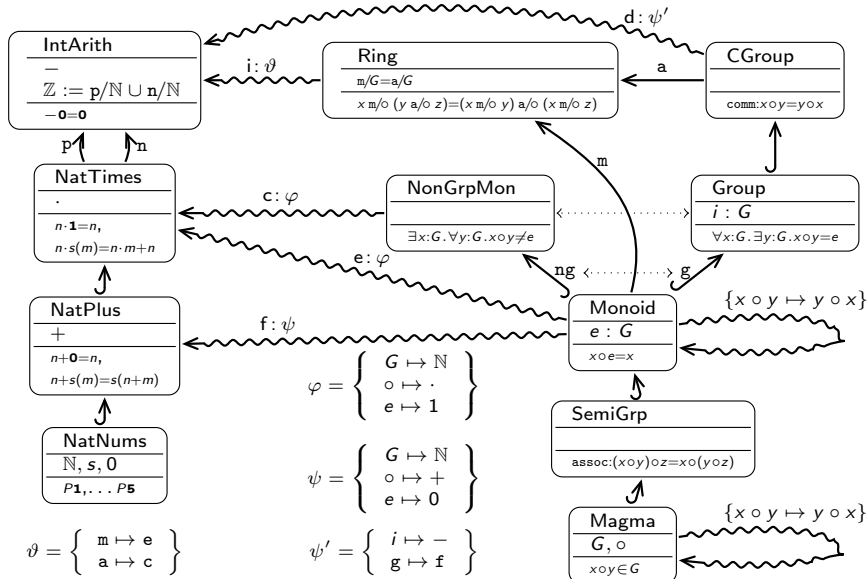 d: ψ′
IntArith
−
ℤ := p/ℕ ∪ n/ℕ
−0=0
i: ϑ
Ring
m/G=a/G
x m/∘ (y a/∘ z)=(x m/∘ y) a/∘ (x m/∘ z)
a
CGroup
comm:x∘y=y∘x
p
n
m
NatTimes
·
n·1=n,
n·s(m)=n·m+n
c: φ
NonGrpMon
∃x:G.∀y:G.x∘y≠e
Group
i : G
∀x:G.∃y:G.x∘y=e
e: φ
ng
g
NatPlus
+
n+0=n,
n+s(m)=s(n+m)
f: ψ
Monoid
e : G
x∘e=x
{x ∘ y ↦ y ∘ x}
φ = { G ↦ ℕ
∘ ↦ ·
e ↦ 1 }
NatNums
ℕ, s, 0
P1, . . . P5
ψ = { G ↦ ℕ
∘ ↦ +
e ↦ 0 }
SemiGrp
assoc:(x∘y)∘z=x∘(y∘z)
ϑ = { m ↦ e
a ↦ c }
ψ′ = { i ↦ −
g ↦ f }
Magma
G, ∘
x∘y∈G
{x ∘ y ↦ y ∘ x}